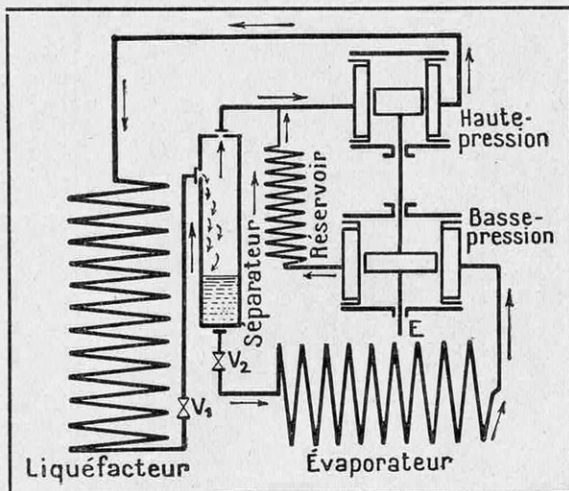 Haute-
pression
Basse-
pression
Réservoir
Séparateur
E
V₂
V₁
Liquéfacteur
Évaporateur